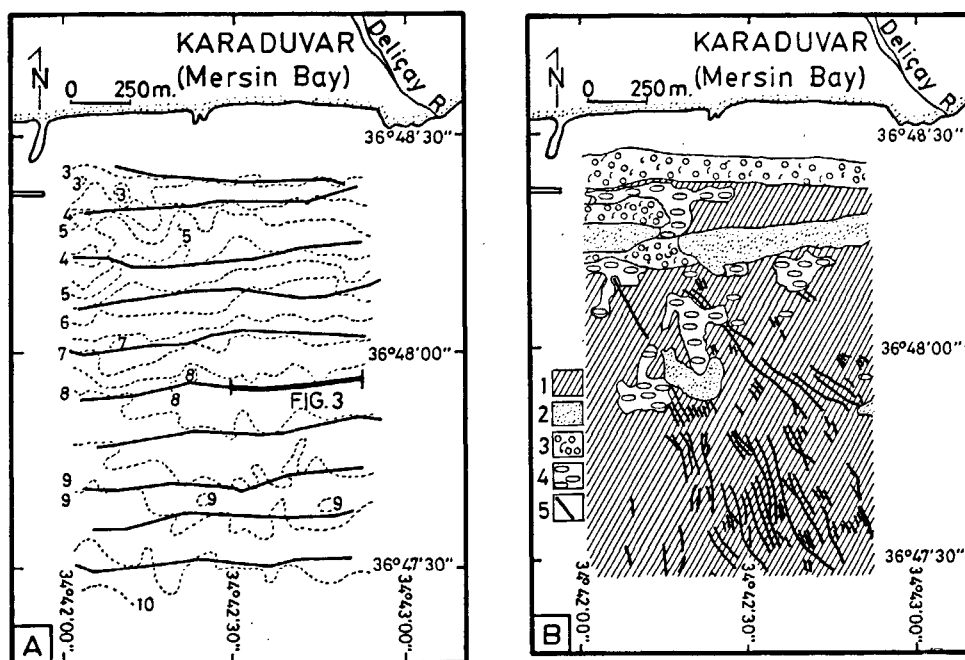 KARADUVAR
(Mersin Bay)
Deliçay R.
N
0 250 m.
36°48'30"
3
3
3
4
5
5
4
5
6
7
7
36°48'00"
8
8
8
FIG.3
9
9
9
9
36°47'30"
10
34°42'00"
34°42'30"
34°43'00"
A
KARADUVAR
(Mersin Bay)
Deliçay R.
N
0 250 m.
36°48'30"
36°48'00"
1
2
3
4
5
36°47'30"
34°42'00"
34°42'30"
34°43'00"
B